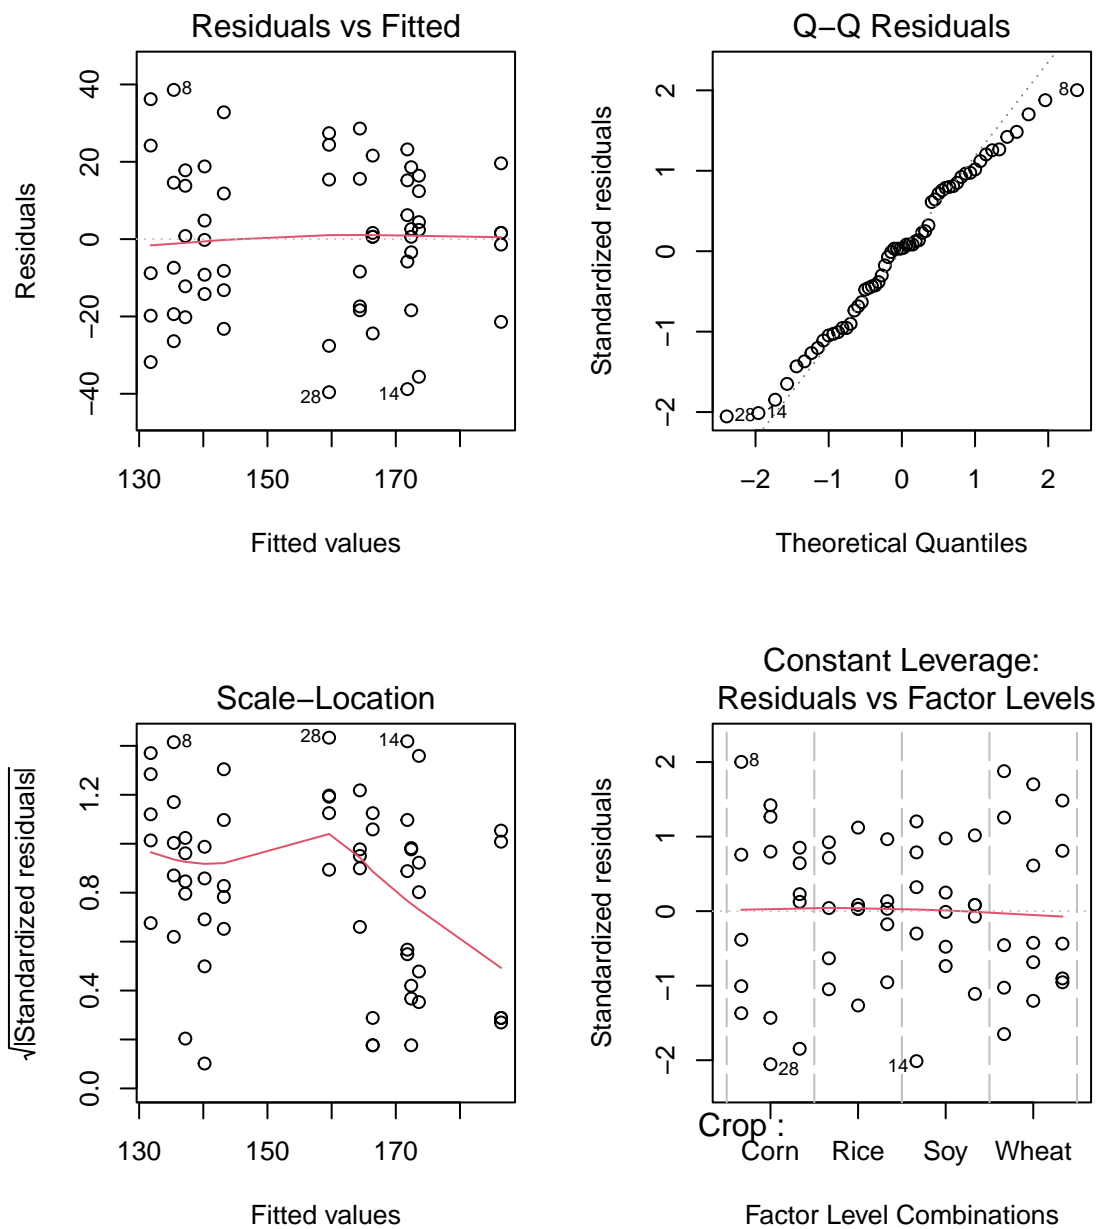 Residuals vs Fitted
Residuals
40
20
0
−20
−40
8
28
14
130
150
170
Fitted values
Q−Q Residuals
Standardized residuals
2
1
0
−1
−2
8
28
14
−2
−1
0
1
2
Theoretical Quantiles
Scale−Location
√|Standardized residuals|
1.2
0.8
0.4
0.0
8
28
14
130
150
170
Fitted values
Constant Leverage:
Residuals vs Factor Levels
Standardized residuals
2
1
0
−1
−2
8
28
14
Crop :
Corn
Rice
Soy
Wheat
Factor Level Combinations